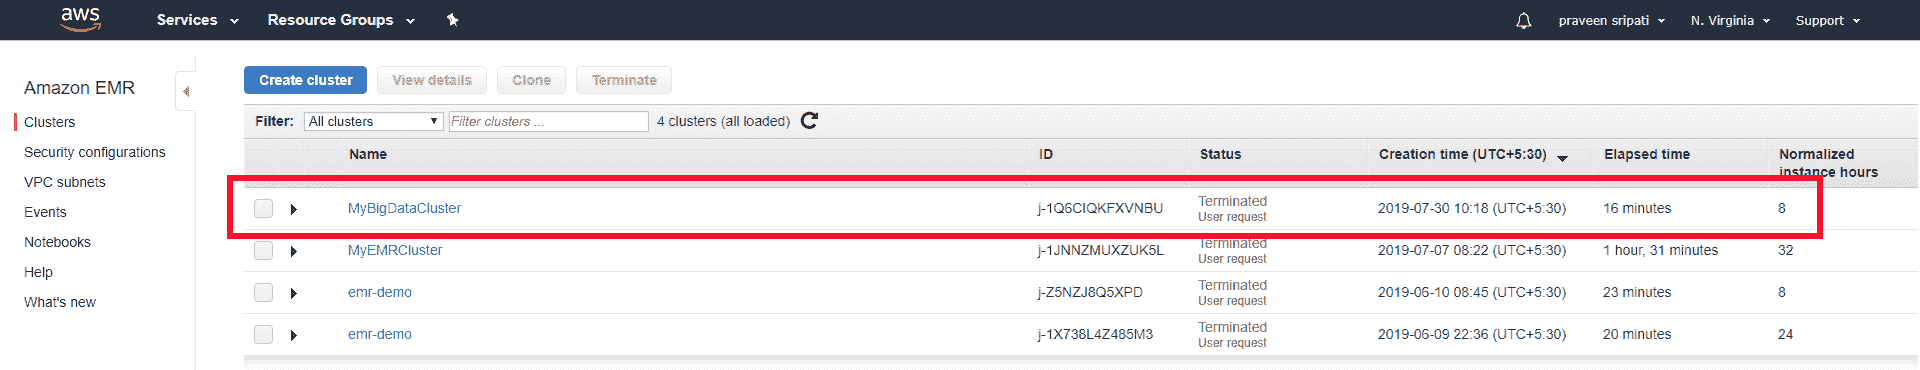 aws Services Resource Groups praveen sripati N. Virginia Support
Amazon EMR
Clusters
Security configurations
VPC subnets
Events
Notebooks
Help
What's new
Create cluster View details Clone Terminate
Filter: All clusters Filter clusters ... 4 clusters (all loaded)
Name ID Status Creation time (UTC+5:30) Elapsed time Normalized
instance hours
MyBigDataCluster j-1Q6CIQKFXVNBU Terminated 2019-07-30 10:18 (UTC+5:30) 16 minutes 8
User request
MyEMRCluster j-1JNNZMUXZUK5L Terminated 2019-07-07 08:22 (UTC+5:30) 1 hour, 31 minutes 32
User request
emr-demo j-Z5NZJ8Q5XPD Terminated 2019-06-10 08:45 (UTC+5:30) 23 minutes 8
User request
emr-demo j-1X738L4Z485M3 Terminated 2019-06-09 22:36 (UTC+5:30) 20 minutes 24
User request